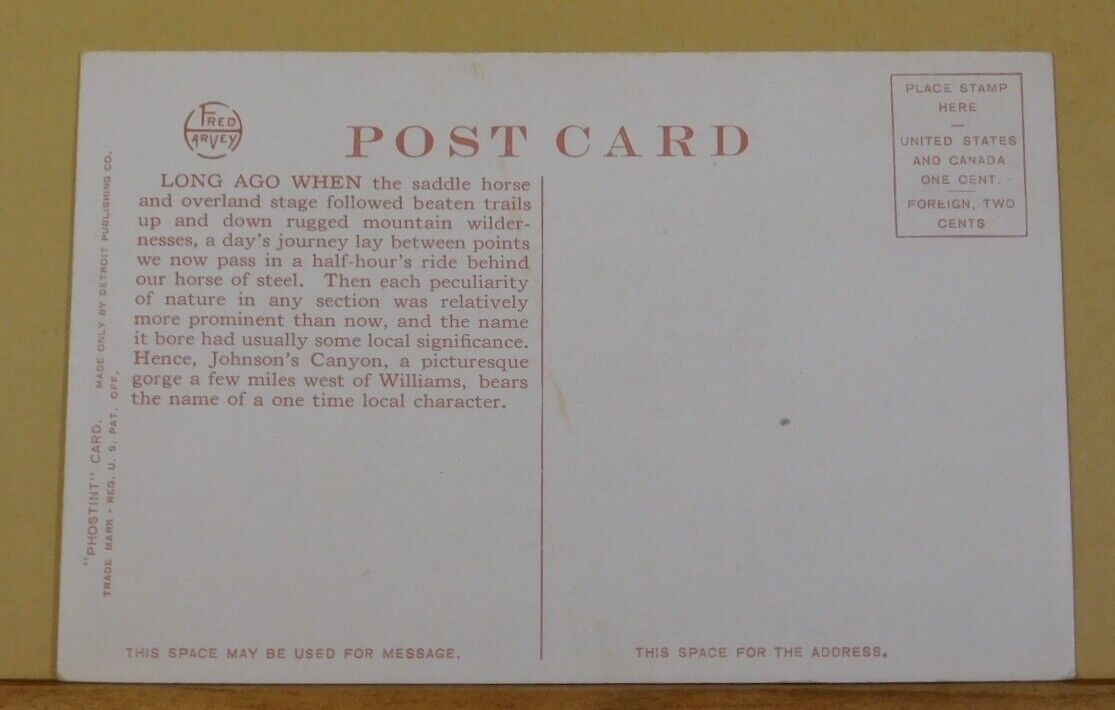 FRED
HARVEY
POST CARD
PLACE STAMP
HERE
—
UNITED STATES
AND CANADA
ONE CENT.
—
FOREIGN, TWO
CENTS
LONG AGO WHEN the saddle horse
and overland stage followed beaten trails
up and down rugged mountain wilder-
nesses, a day's journey lay between points
we now pass in a half-hour's ride behind
our horse of steel. Then each peculiarity
of nature in any section was relatively
more prominent than now, and the name
it bore had usually some local significance.
Hence, Johnson's Canyon, a picturesque
gorge a few miles west of Williams, bears
the name of a one time local character.
"PHOSTINT" CARD. MADE ONLY BY DETROIT PUBLISHING CO.
TRADE MARK - REG. U. S. PAT. OFF.
THIS SPACE MAY BE USED FOR MESSAGE.
THIS SPACE FOR THE ADDRESS.